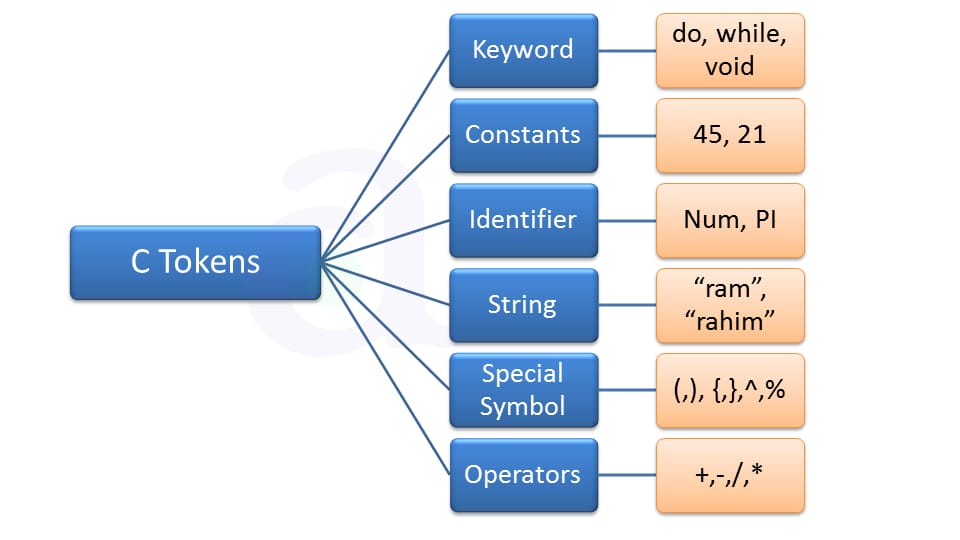 Keyword
do, while,
void
Constants
45, 21
Identifier
Num, PI
C Tokens
String
“ram”,
“rahim”
Special
Symbol
(,), {,},^,%
Operators
+,-,/,*